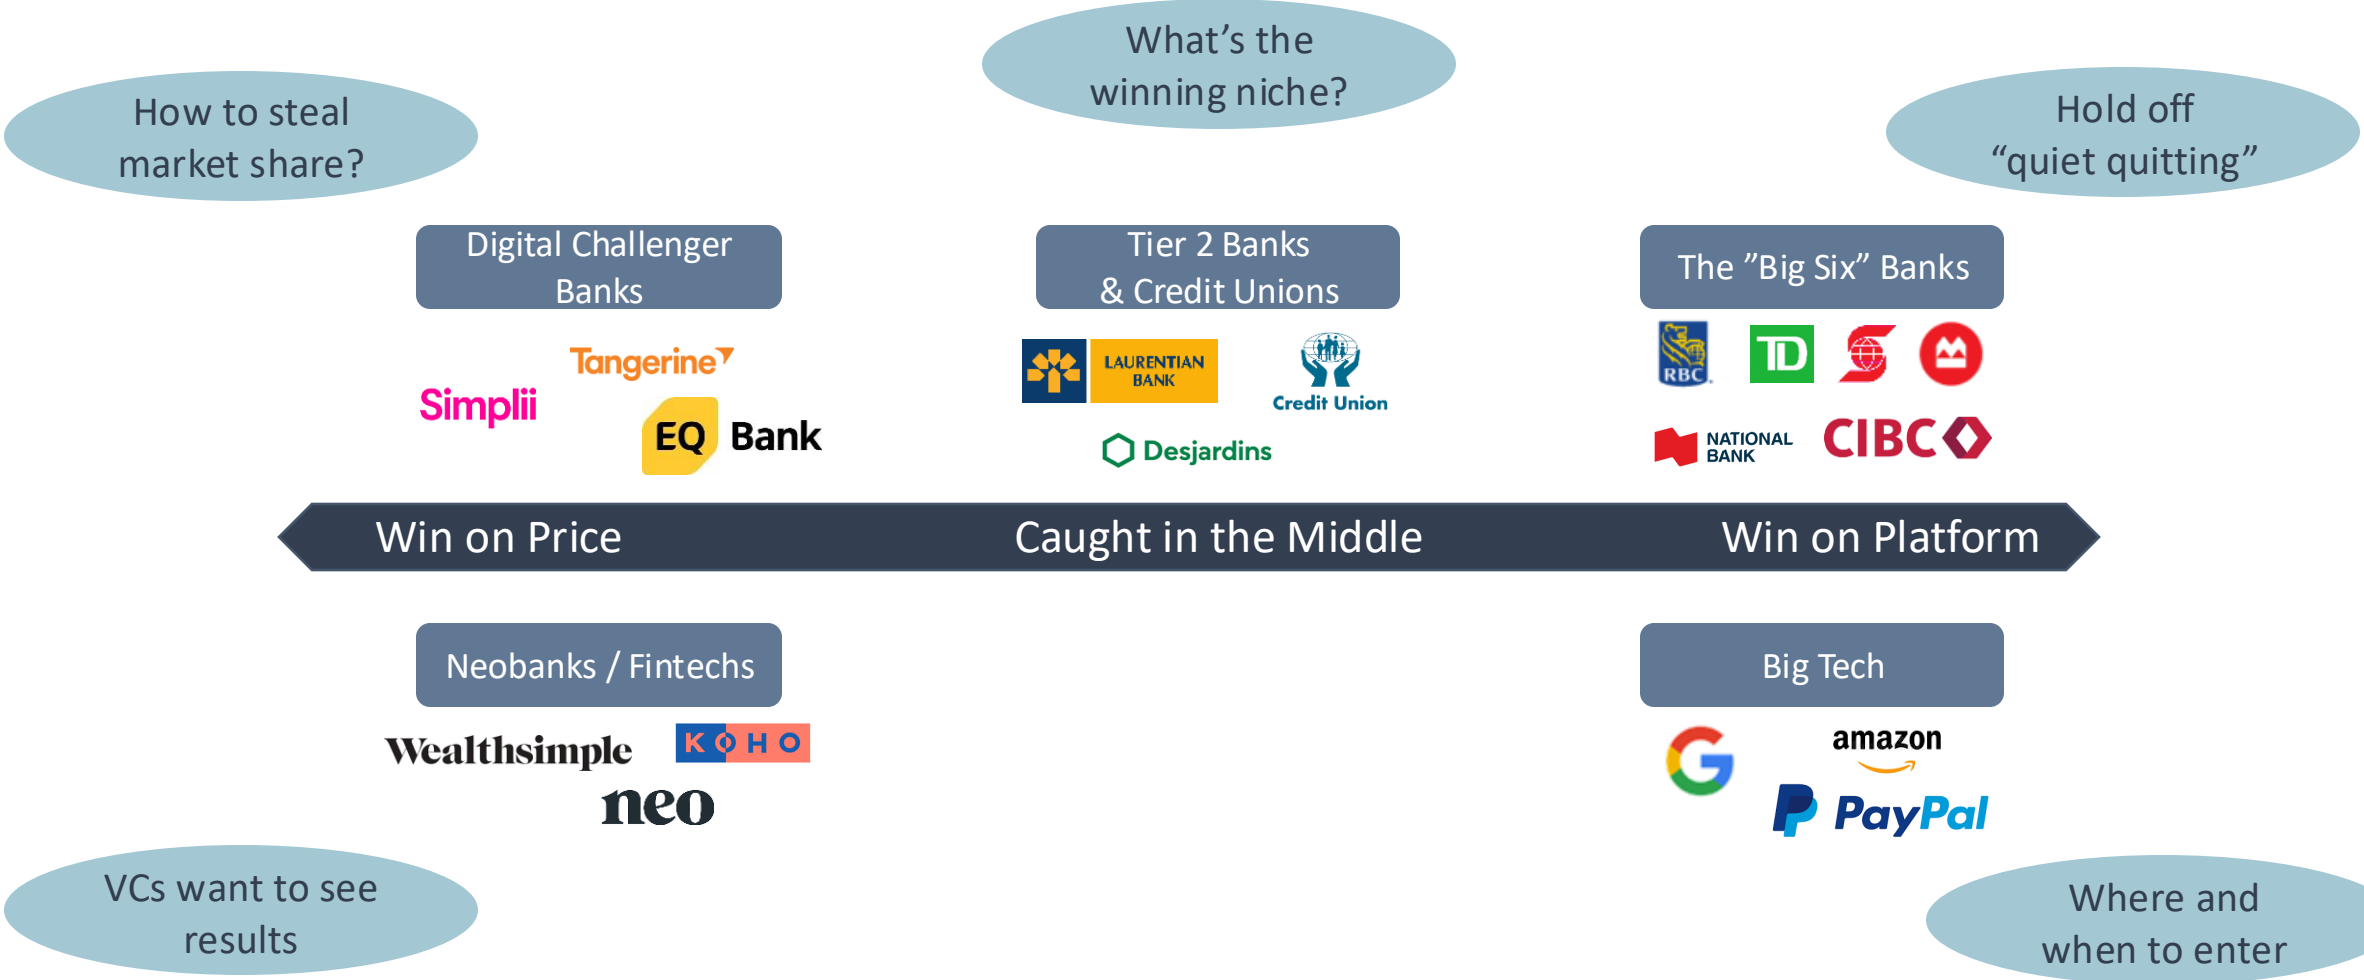 What's the
winning niche?
How to steal
market share?
Hold off
“quiet quitting”
Digital Challenger
Banks
Tier 2 Banks
& Credit Unions
The ”Big Six” Banks
Tangerine
Simplii
EQ Bank
LAURENTIAN
BANK
Credit Union
Desjardins
RBC
TD
NATIONAL
BANK
CIBC
Win on Price
Caught in the Middle
Win on Platform
Neobanks / Fintechs
Big Tech
Wealthsimple
KOHO
neo
G
amazon
PayPal
VCs want to see
results
Where and
when to enter